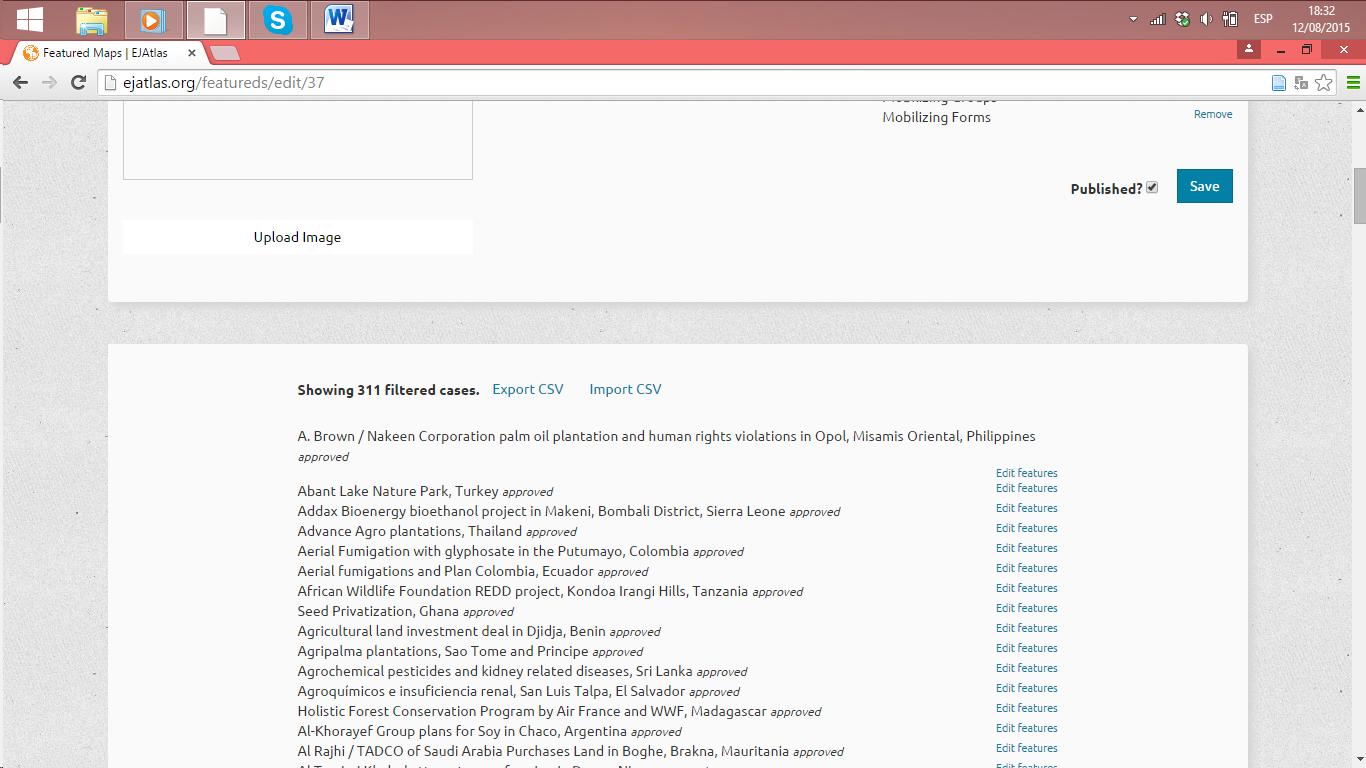 18:32
ESP
12/08/2015
Featured Maps | EJAtlas
ejatlas.org/featureds/edit/37
Mobilizing Groups
Mobilizing Forms
Remove
Published?
Save
Upload Image
Showing 311 filtered cases. Export CSV Import CSV
A. Brown / Nakeen Corporation palm oil plantation and human rights violations in Opol, Misamis Oriental, Philippines
approved
Edit features
Abant Lake Nature Park, Turkey approved Edit features
Addax Bioenergy bioethanol project in Makeni, Bombali District, Sierra Leone approved Edit features
Advance Agro plantations, Thailand approved Edit features
Aerial Fumigation with glyphosate in the Putumayo, Colombia approved Edit features
Aerial fumigations and Plan Colombia, Ecuador approved Edit features
African Wildlife Foundation REDD project, Kondoa Irangi Hills, Tanzania approved Edit features
Seed Privatization, Ghana approved Edit features
Agricultural land investment deal in Djidja, Benin approved Edit features
Agripalma plantations, Sao Tome and Principe approved Edit features
Agrochemical pesticides and kidney related diseases, Sri Lanka approved Edit features
Agroquímicos e insuficiencia renal, San Luis Talpa, El Salvador approved Edit features
Holistic Forest Conservation Program by Air France and WWF, Madagascar approved Edit features
Al-Khorayef Group plans for Soy in Chaco, Argentina approved Edit features
Al Rajhi / TADCO of Saudi Arabia Purchases Land in Boghe, Brakna, Mauritania approved Edit features
Edit features